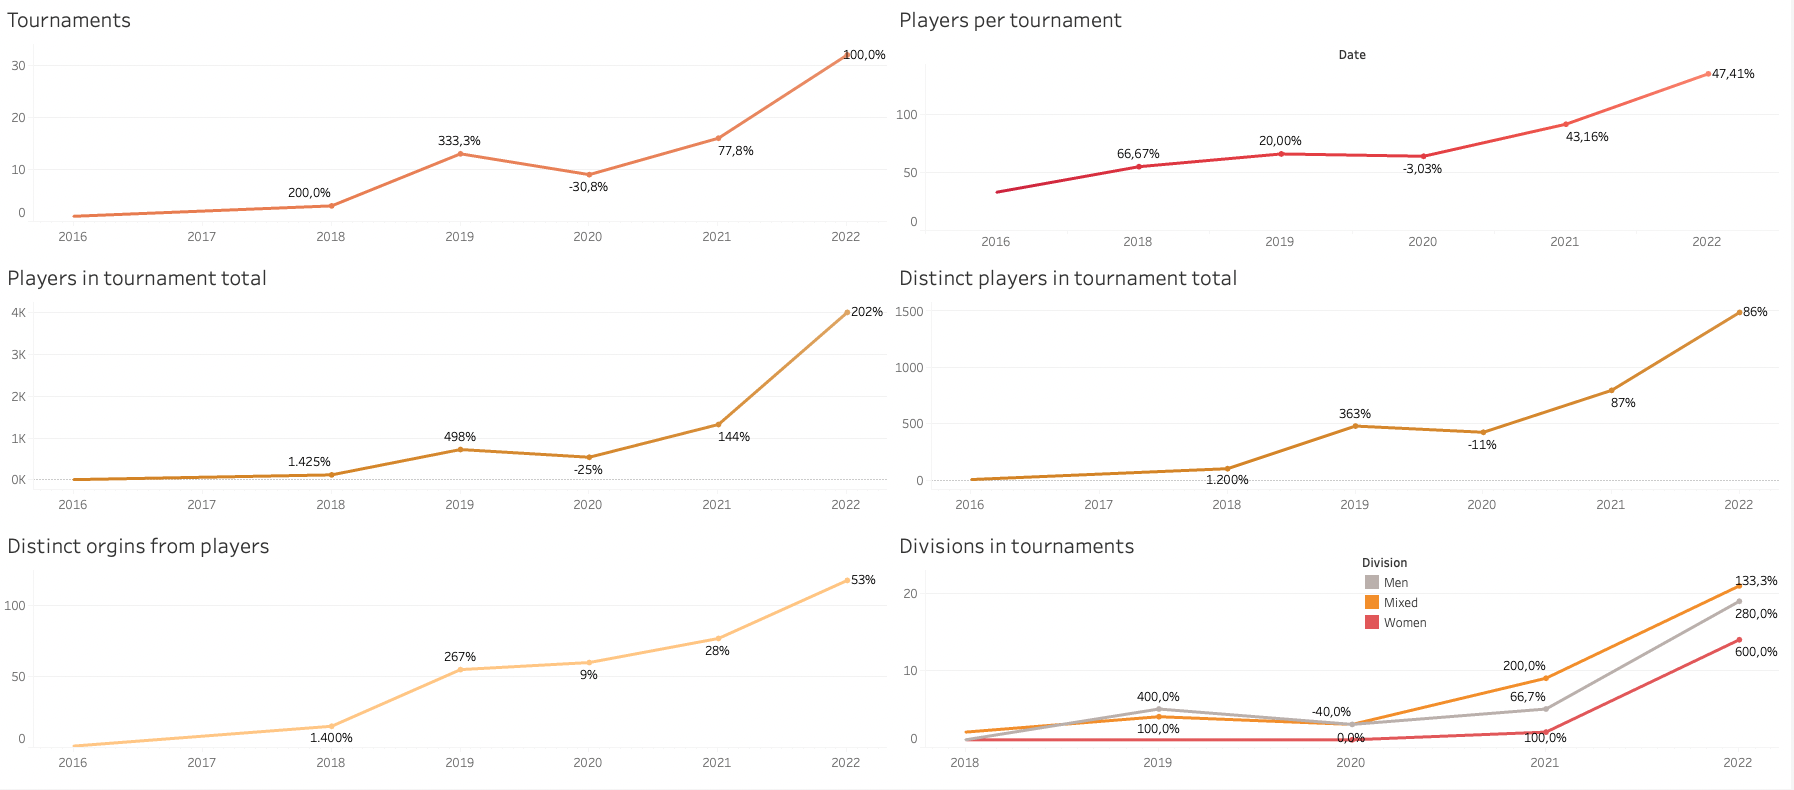 Tournaments
30
20
10
0
200,0%
333,3%
-30,8%
77,8%
100,0%
2016 2017 2018 2019 2020 2021 2022
Players per tournament
Date
100
50
0
66,67%
20,00%
-3,03%
43,16%
47,41%
2016 2018 2019 2020 2021 2022
Players in tournament total
4K
3K
2K
1K
0K
1.425%
498%
-25%
144%
202%
2016 2017 2018 2019 2020 2021 2022
Distinct players in tournament total
1500
1000
500
0
1.200%
363%
-11%
87%
86%
2016 2017 2018 2019 2020 2021 2022
Distinct orgins from players
100
50
0
1.400%
267%
9%
28%
53%
2016 2017 2018 2019 2020 2021 2022
Divisions in tournaments
Division
Men
Mixed
Women
20
10
0
400,0%
100,0%
-40,0%
0,0%
200,0%
66,7%
100,0%
133,3%
280,0%
600,0%
2018 2019 2020 2021 2022